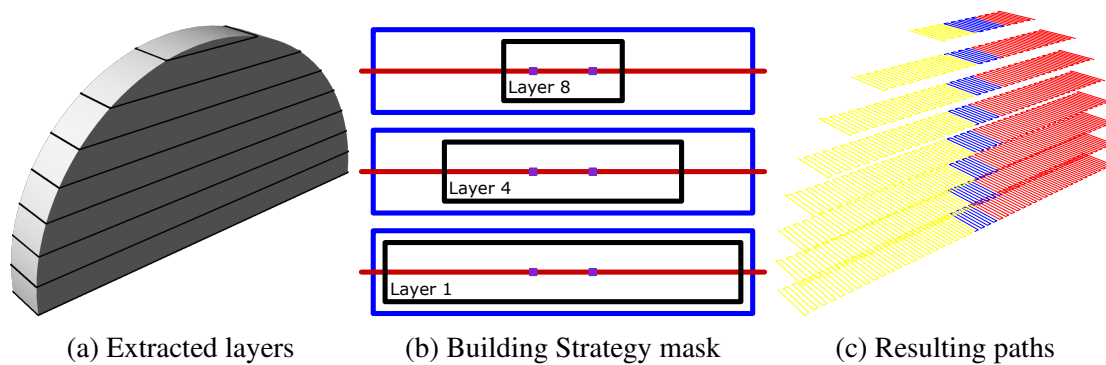 Layer 8
Layer 4
Layer 1
(a) Extracted layers
(b) Building Strategy mask
(c) Resulting paths